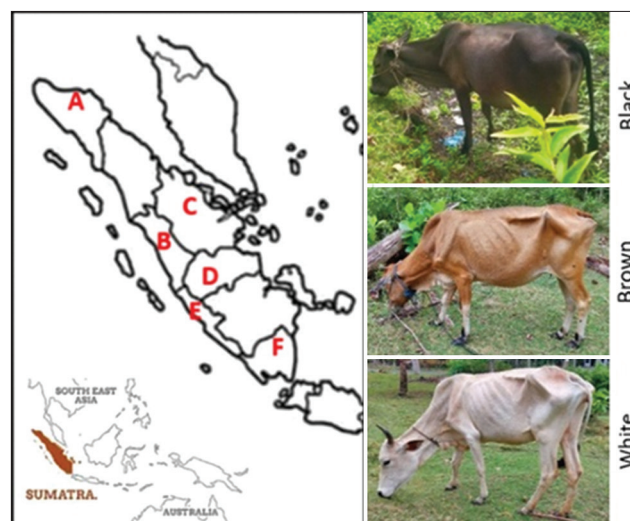 A
B
C
D
E
F
SOUTH EAST
ASIA
SUMATRA.
AUSTRALIA
Black
Brown
White